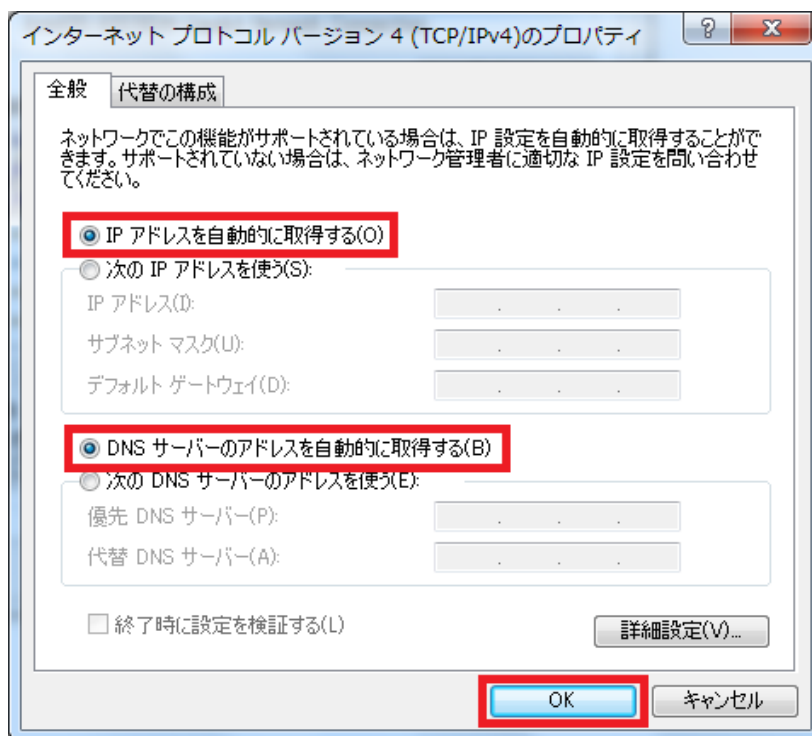 インターネット プロトコル バージョン 4 (TCP/IPv4)のプロパティ
全般
代替の構成
ネットワークでこの機能がサポートされている場合は、IP 設定を自動的に取得することがで
きます。サポートされていない場合は、ネットワーク管理者に適切な IP 設定を問い合わせ
てください。
IP アドレスを自動的に取得する(O)
次の IP アドレスを使う(S):
IP アドレス(I):
サブネット マスク(U):
デフォルト ゲートウェイ(D):
DNS サーバーのアドレスを自動的に取得する(B)
次の DNS サーバーのアドレスを使う(E):
優先 DNS サーバー(P):
代替 DNS サーバー(A):
終了時に設定を検証する(L)
詳細設定(V)...
OK
キャンセル